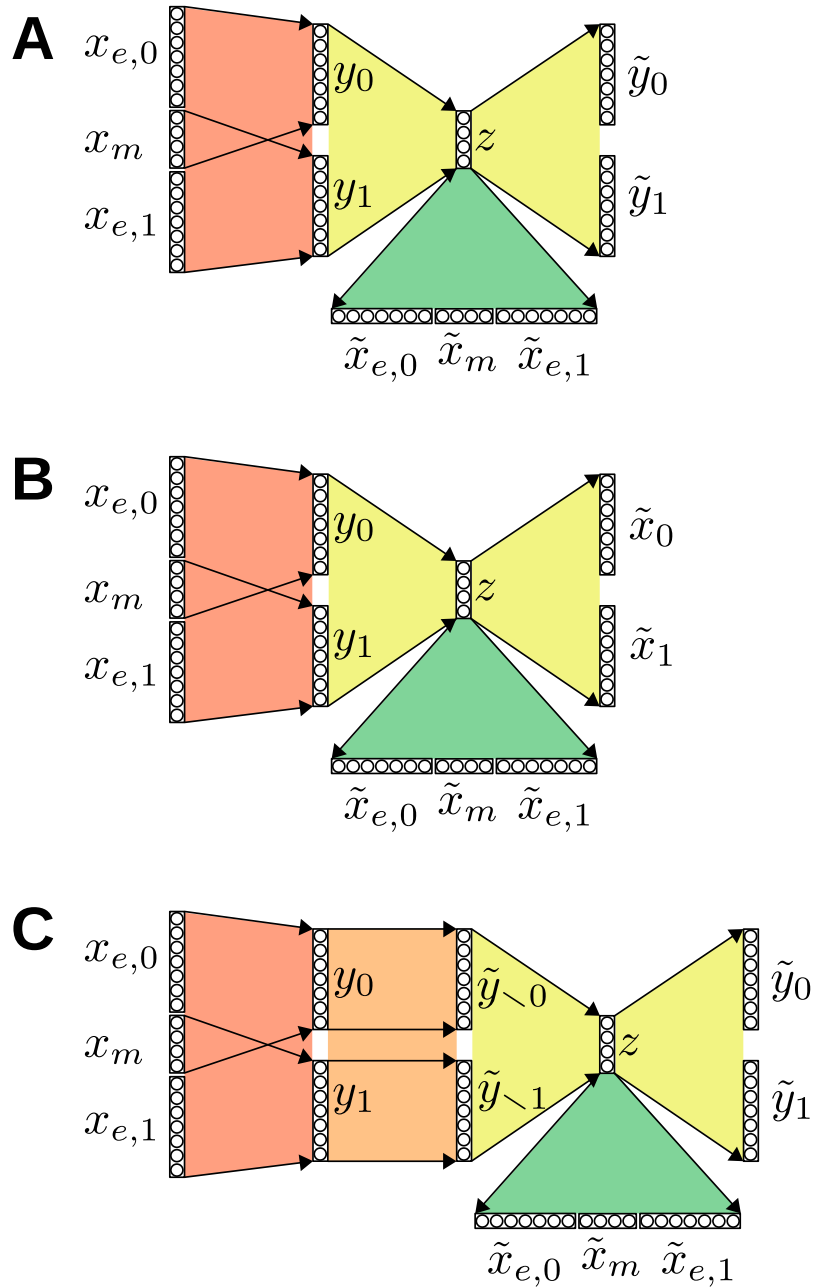 A
x_{e,0}
x_m
x_{e,1}
y_0
y_1
z
ỹ_0
ỹ_1
x̃_{e,0} x̃_m x̃_{e,1}
B
x_{e,0}
x_m
x_{e,1}
y_0
y_1
z
x̃_0
x̃_1
x̃_{e,0} x̃_m x̃_{e,1}
C
x_{e,0}
x_m
x_{e,1}
y_0
y_1
ỹ_{∖0}
ỹ_{∖1}
z
ỹ_0
ỹ_1
x̃_{e,0} x̃_m x̃_{e,1}